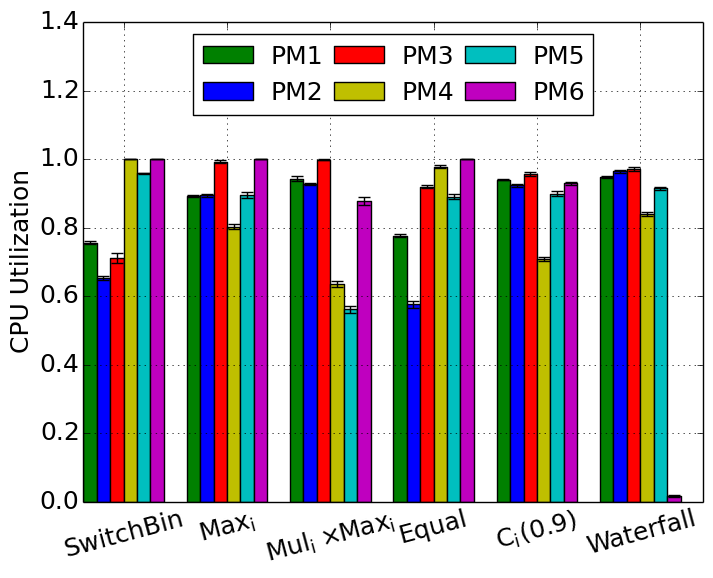 1.4
1.2
1.0
0.8
0.6
0.4
0.2
0.0
CPU Utilization
PM1 PM3 PM5
PM2 PM4 PM6
SwitchBin Maxᵢ Mulᵢ ×Maxᵢ Equal Cᵢ(0.9) Waterfall